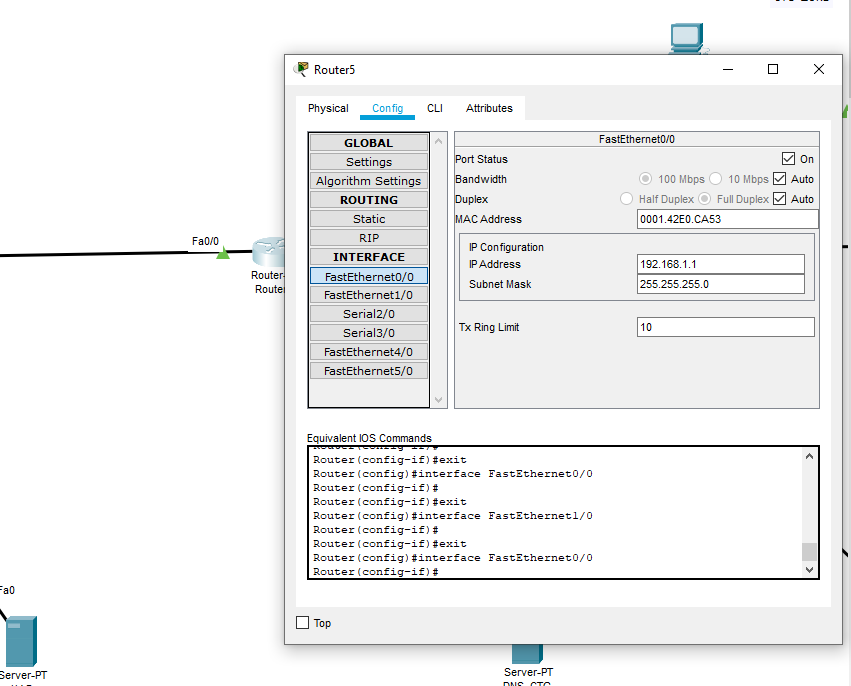 Router5
Physical Config CLI Attributes
GLOBAL
Settings
Algorithm Settings
ROUTING
Static
RIP
INTERFACE
FastEthernet0/0
FastEthernet1/0
Serial2/0
Serial3/0
FastEthernet4/0
FastEthernet5/0
FastEthernet0/0
Port Status On
Bandwidth 100 Mbps 10 Mbps Auto
Duplex Half Duplex Full Duplex Auto
MAC Address 0001.42E0.CA53
IP Configuration
IP Address 192.168.1.1
Subnet Mask 255.255.255.0
Tx Ring Limit 10
Equivalent IOS Commands
Router(config-if)#
Router(config-if)#exit
Router(config)#interface FastEthernet0/0
Router(config-if)#
Router(config-if)#exit
Router(config)#interface FastEthernet1/0
Router(config-if)#
Router(config-if)#exit
Router(config)#interface FastEthernet0/0
Router(config-if)#
Top
Fa0/0
Router-
Router
Fa0
Server-PT
Server-PT
DNS_CTG